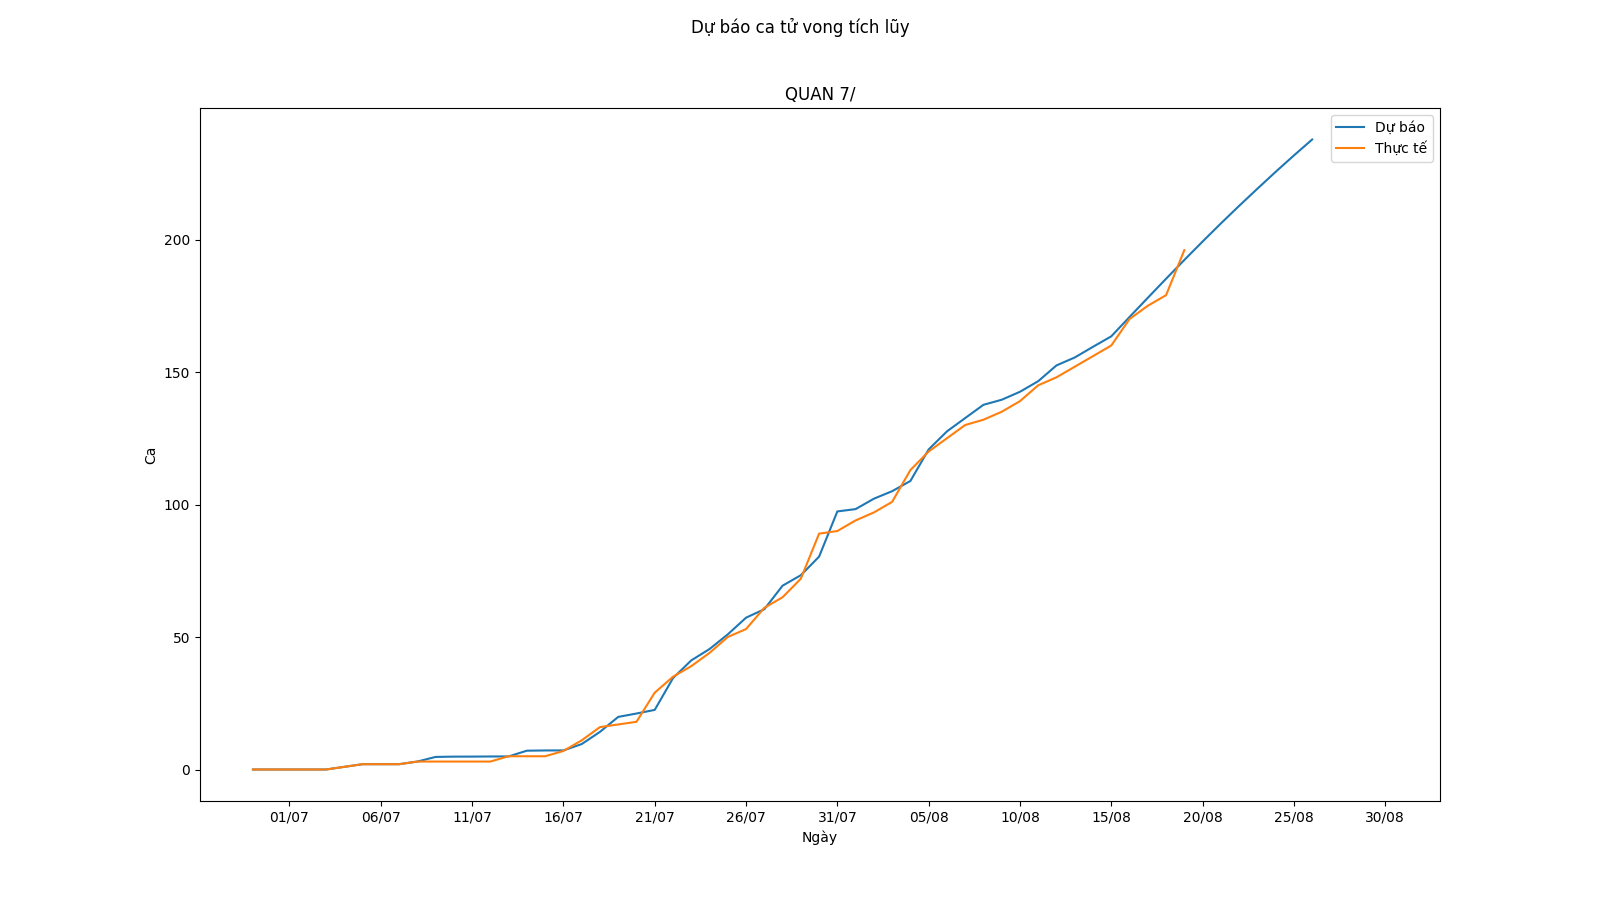 Dự báo ca tử vong tích lũy
QUAN 7/
Dự báo
Thực tế
Ca
200
150
100
50
0
01/07 06/07 11/07 16/07 21/07 26/07 31/07 05/08 10/08 15/08 20/08 25/08 30/08
Ngày